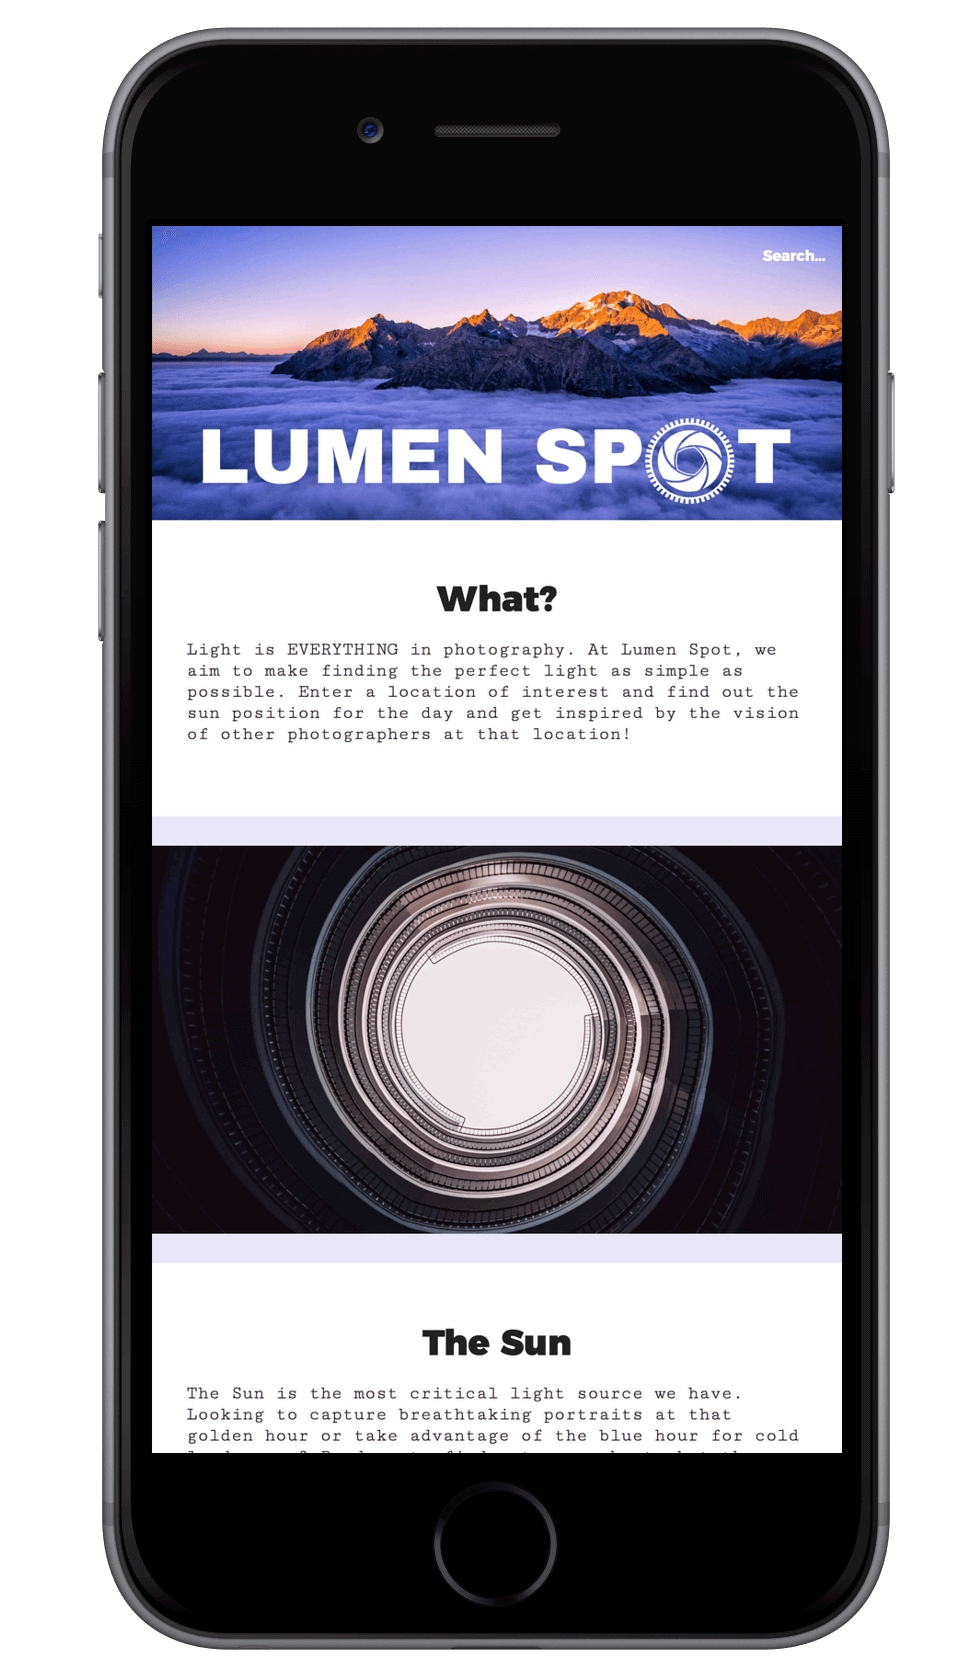 Search...
LUMEN SPOT
What?
Light is EVERYTHING in photography. At Lumen Spot, we
aim to make finding the perfect light as simple as
possible. Enter a location of interest and find out the
sun position for the day and get inspired by the vision
of other photographers at that location!
The Sun
The Sun is the most critical light source we have.
Looking to capture breathtaking portraits at that
golden hour or take advantage of the blue hour for cold